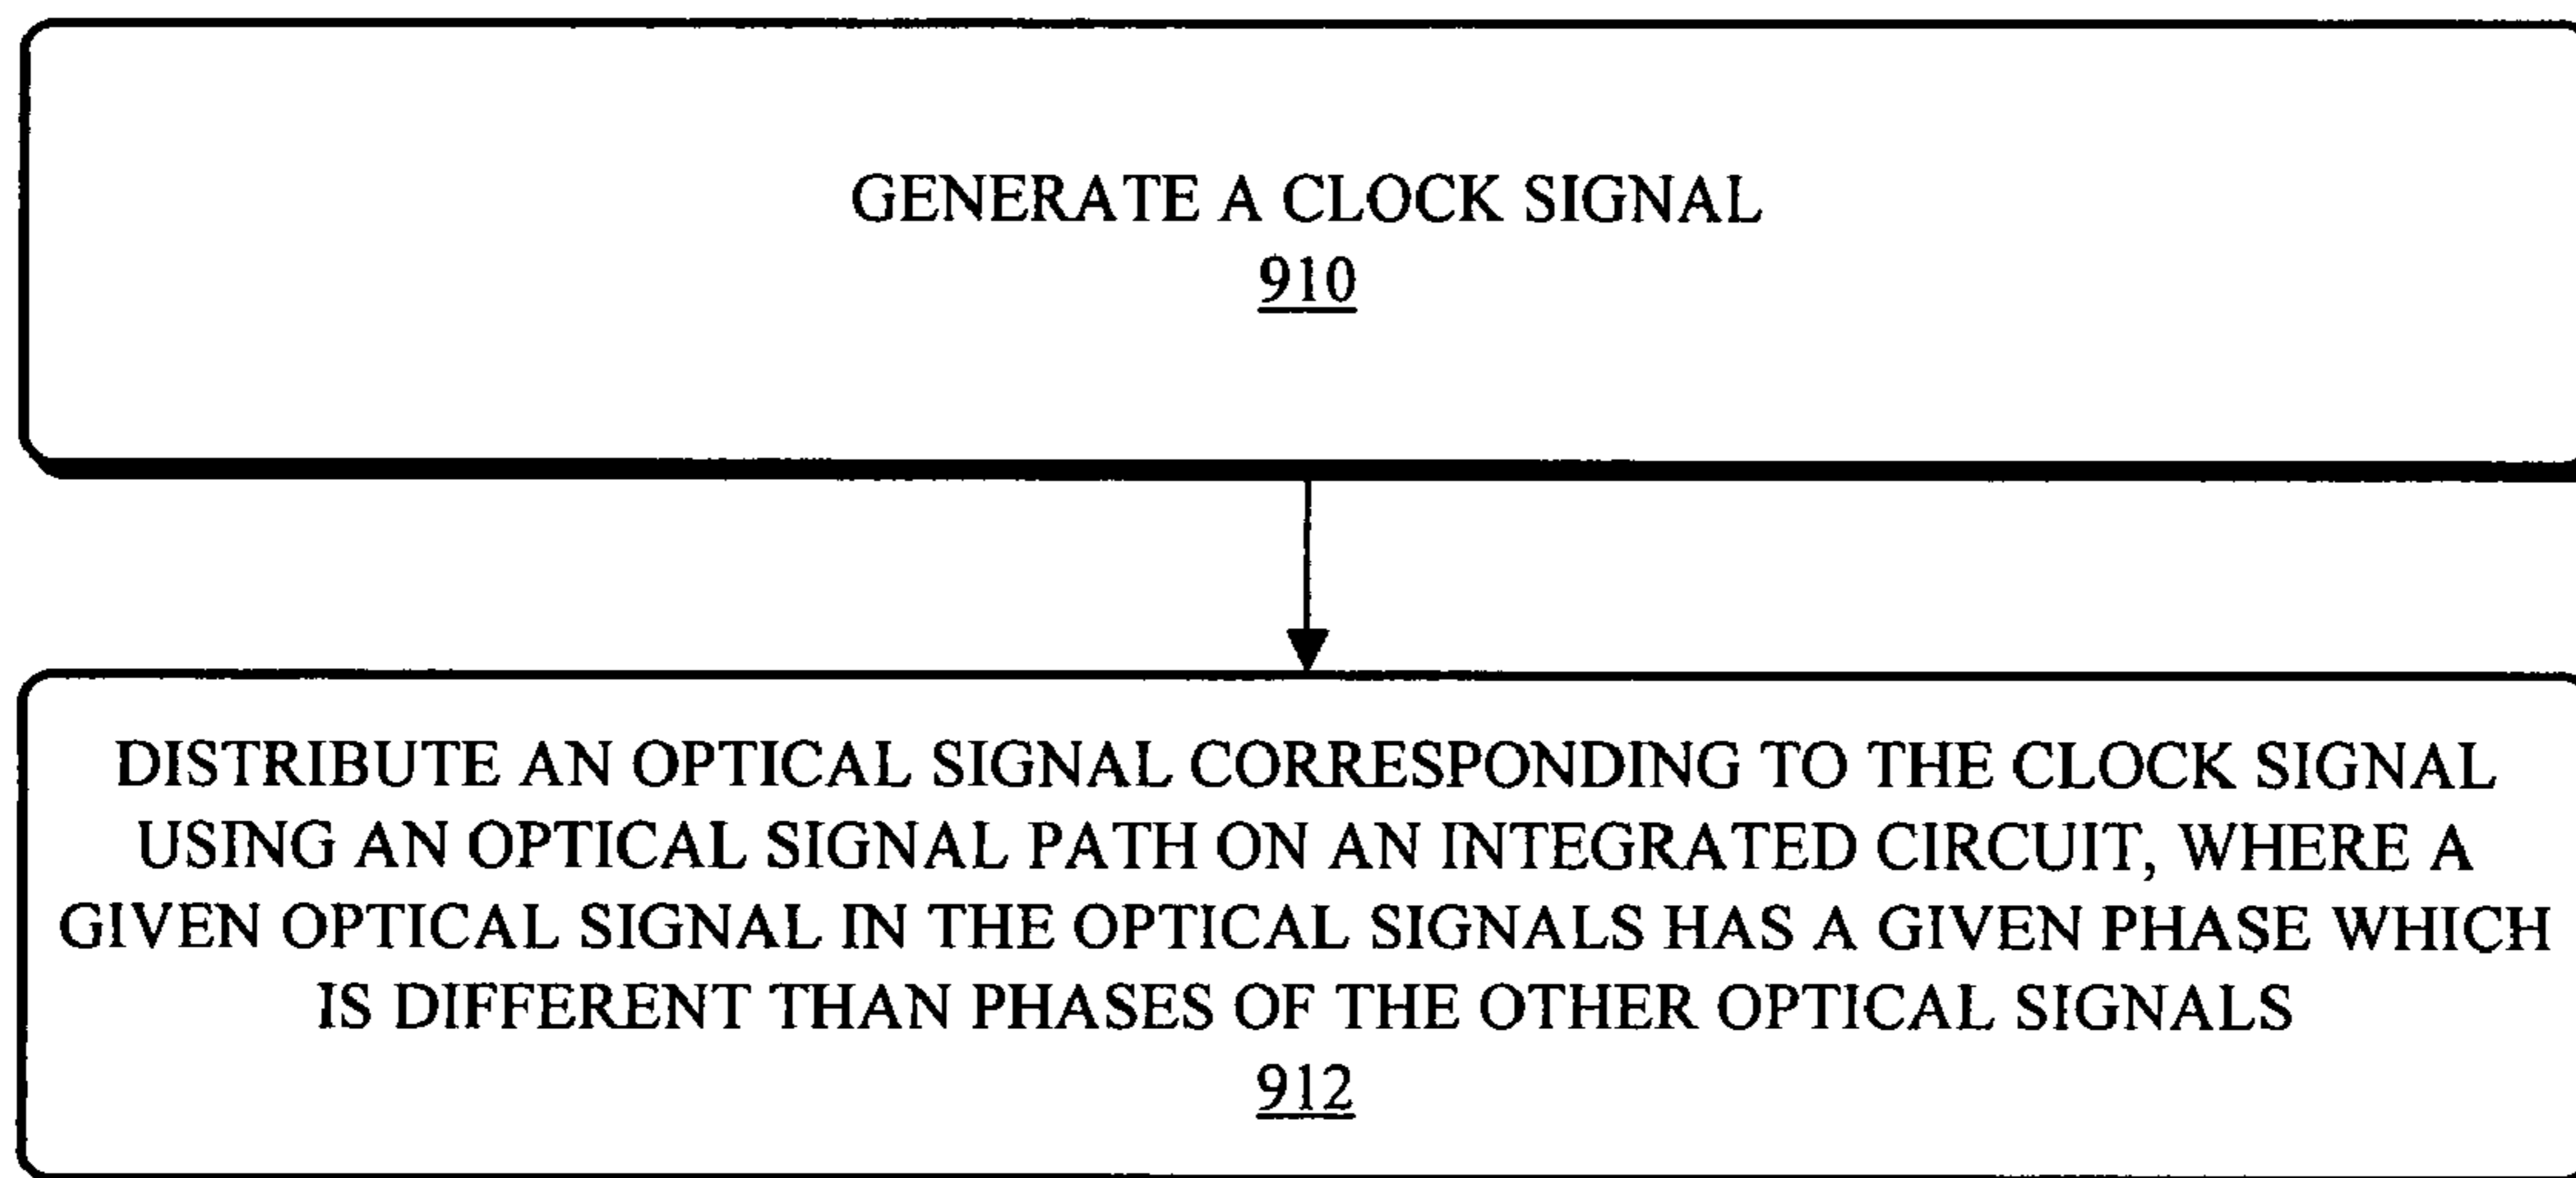 GENERATE A CLOCK SIGNAL
910
DISTRIBUTE AN OPTICAL SIGNAL CORRESPONDING TO THE CLOCK SIGNAL
USING AN OPTICAL SIGNAL PATH ON AN INTEGRATED CIRCUIT, WHERE A
GIVEN OPTICAL SIGNAL IN THE OPTICAL SIGNALS HAS A GIVEN PHASE WHICH
IS DIFFERENT THAN PHASES OF THE OTHER OPTICAL SIGNALS
912